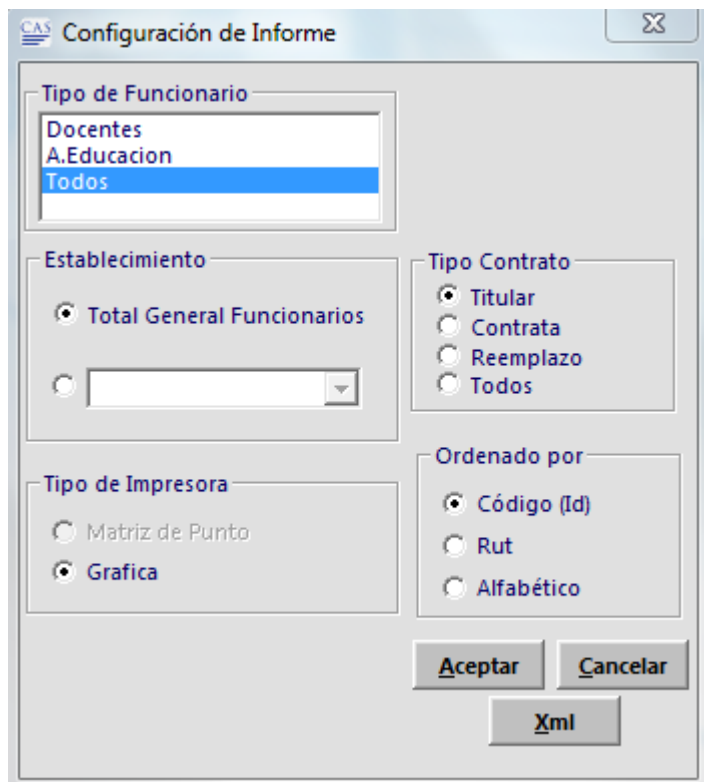 CAS Configuración de Informe
Tipo de Funcionario
Docentes
A.Educacion
Todos
Establecimiento
Total General Funcionarios
Tipo Contrato
Titular
Contrata
Reemplazo
Todos
Tipo de Impresora
Matriz de Punto
Grafica
Ordenado por
Código (Id)
Rut
Alfabético
Aceptar Cancelar
Xml